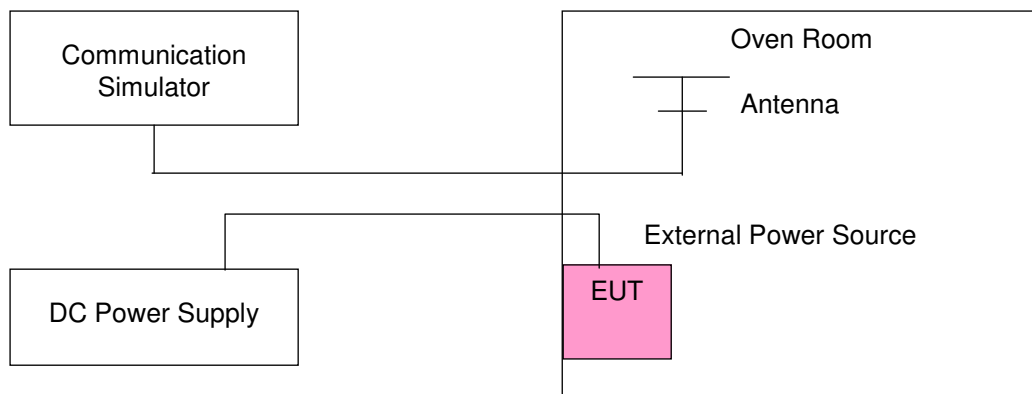 Communication
Simulator
Oven Room
Antenna
External Power Source
DC Power Supply
EUT